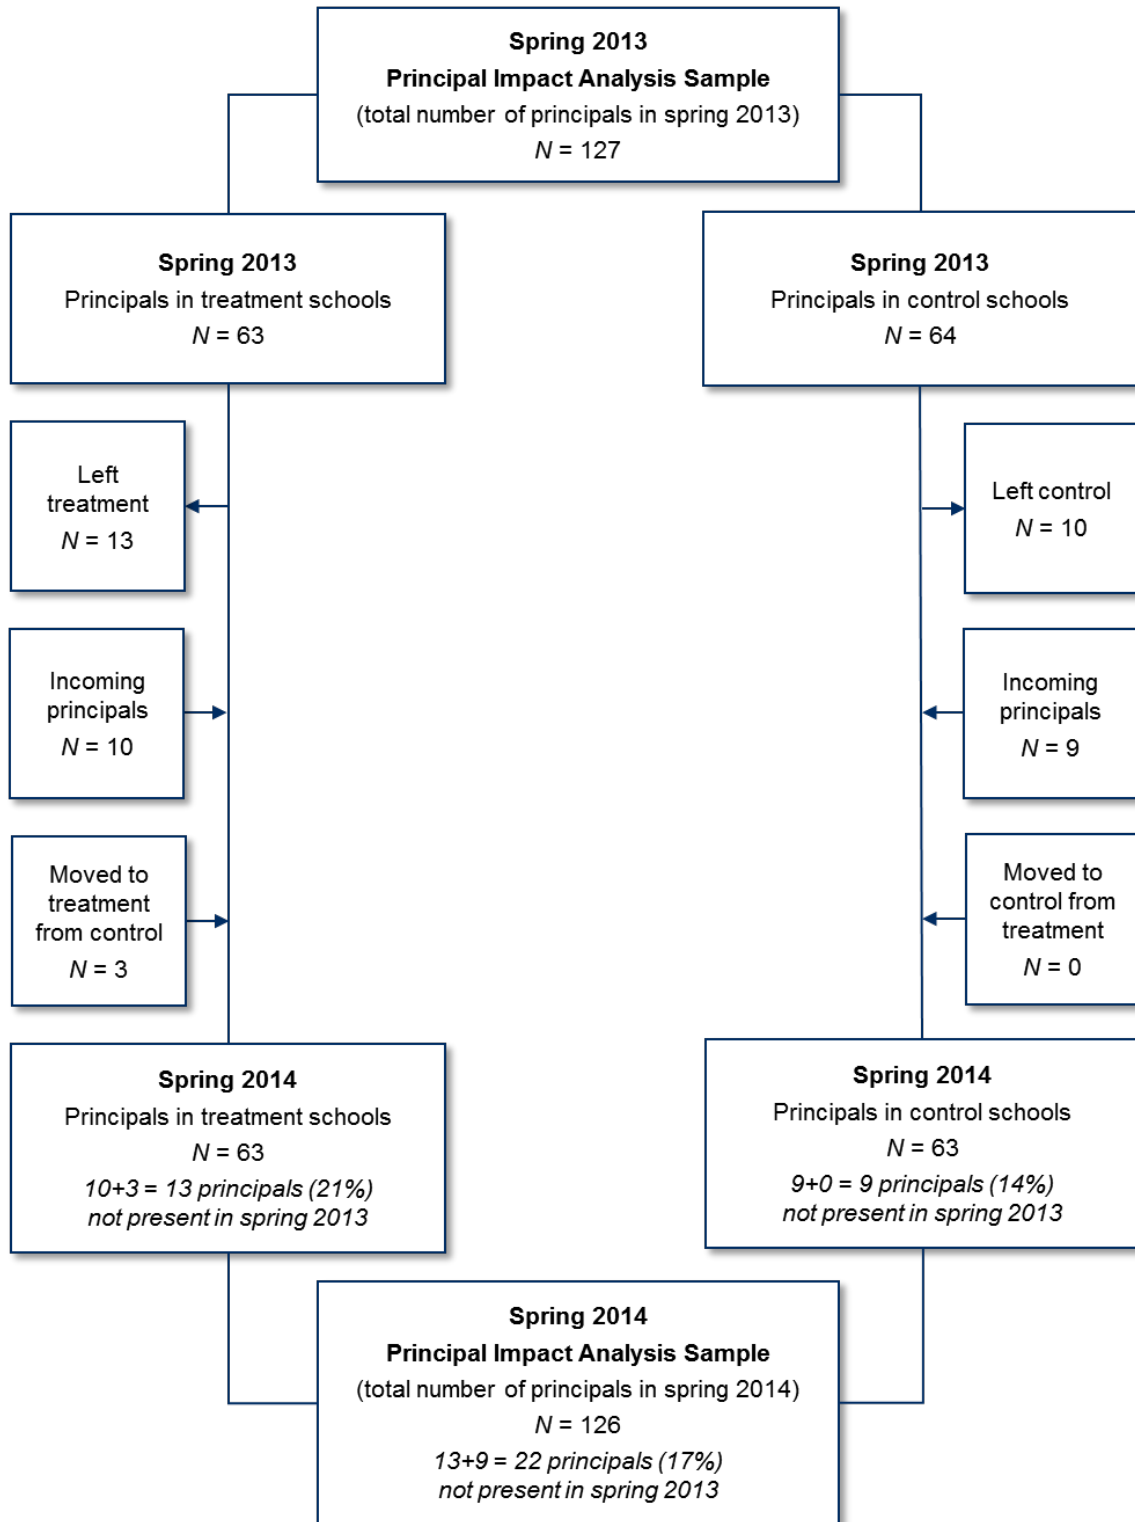 Spring 2013
Principal Impact Analysis Sample
(total number of principals in spring 2013)
N = 127
Spring 2013
Principals in treatment schools
N = 63
Spring 2013
Principals in control schools
N = 64
Left
treatment
N = 13
Left control
N = 10
Incoming
principals
N = 10
Incoming
principals
N = 9
Moved to
treatment
from control
N = 3
Moved to
control from
treatment
N = 0
Spring 2014
Principals in treatment schools
N = 63
10+3 = 13 principals (21%)
not present in spring 2013
Spring 2014
Principals in control schools
N = 63
9+0 = 9 principals (14%)
not present in spring 2013
Spring 2014
Principal Impact Analysis Sample
(total number of principals in spring 2014)
N = 126
13+9 = 22 principals (17%)
not present in spring 2013